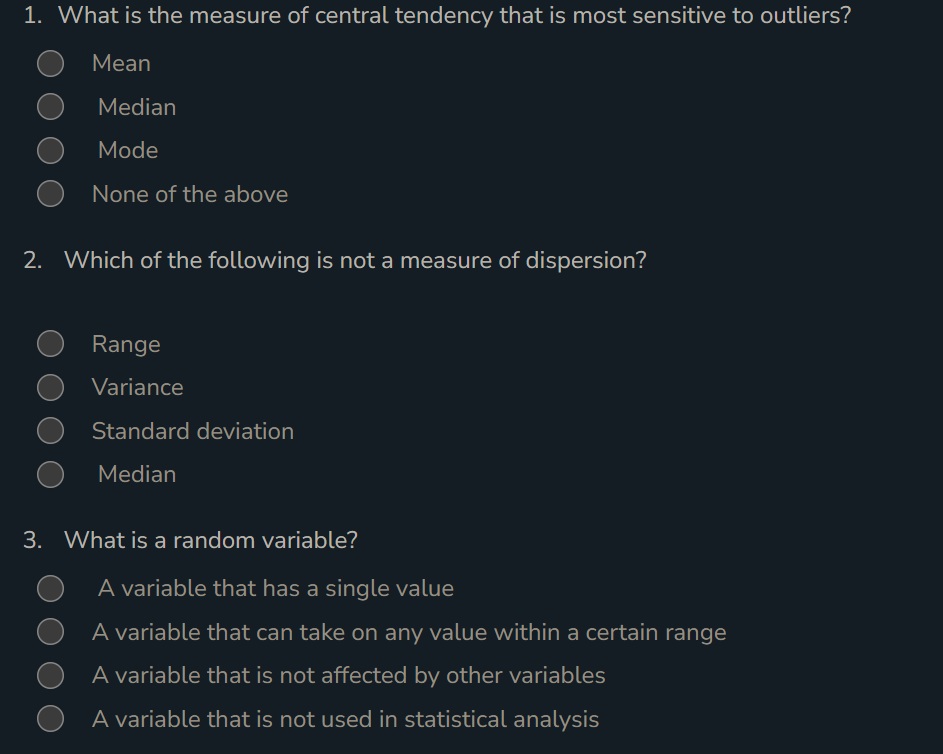 1. What is the measure of central tendency that is most sensitive to outliers?
Mean
Median
Mode
None of the above
2. Which of the following is not a measure of dispersion?
Range
Variance
Standard deviation
Median
3. What is a random variable?
A variable that has a single value
A variable that can take on any value within a certain range
A variable that is not affected by other variables
A variable that is not used in statistical analysis